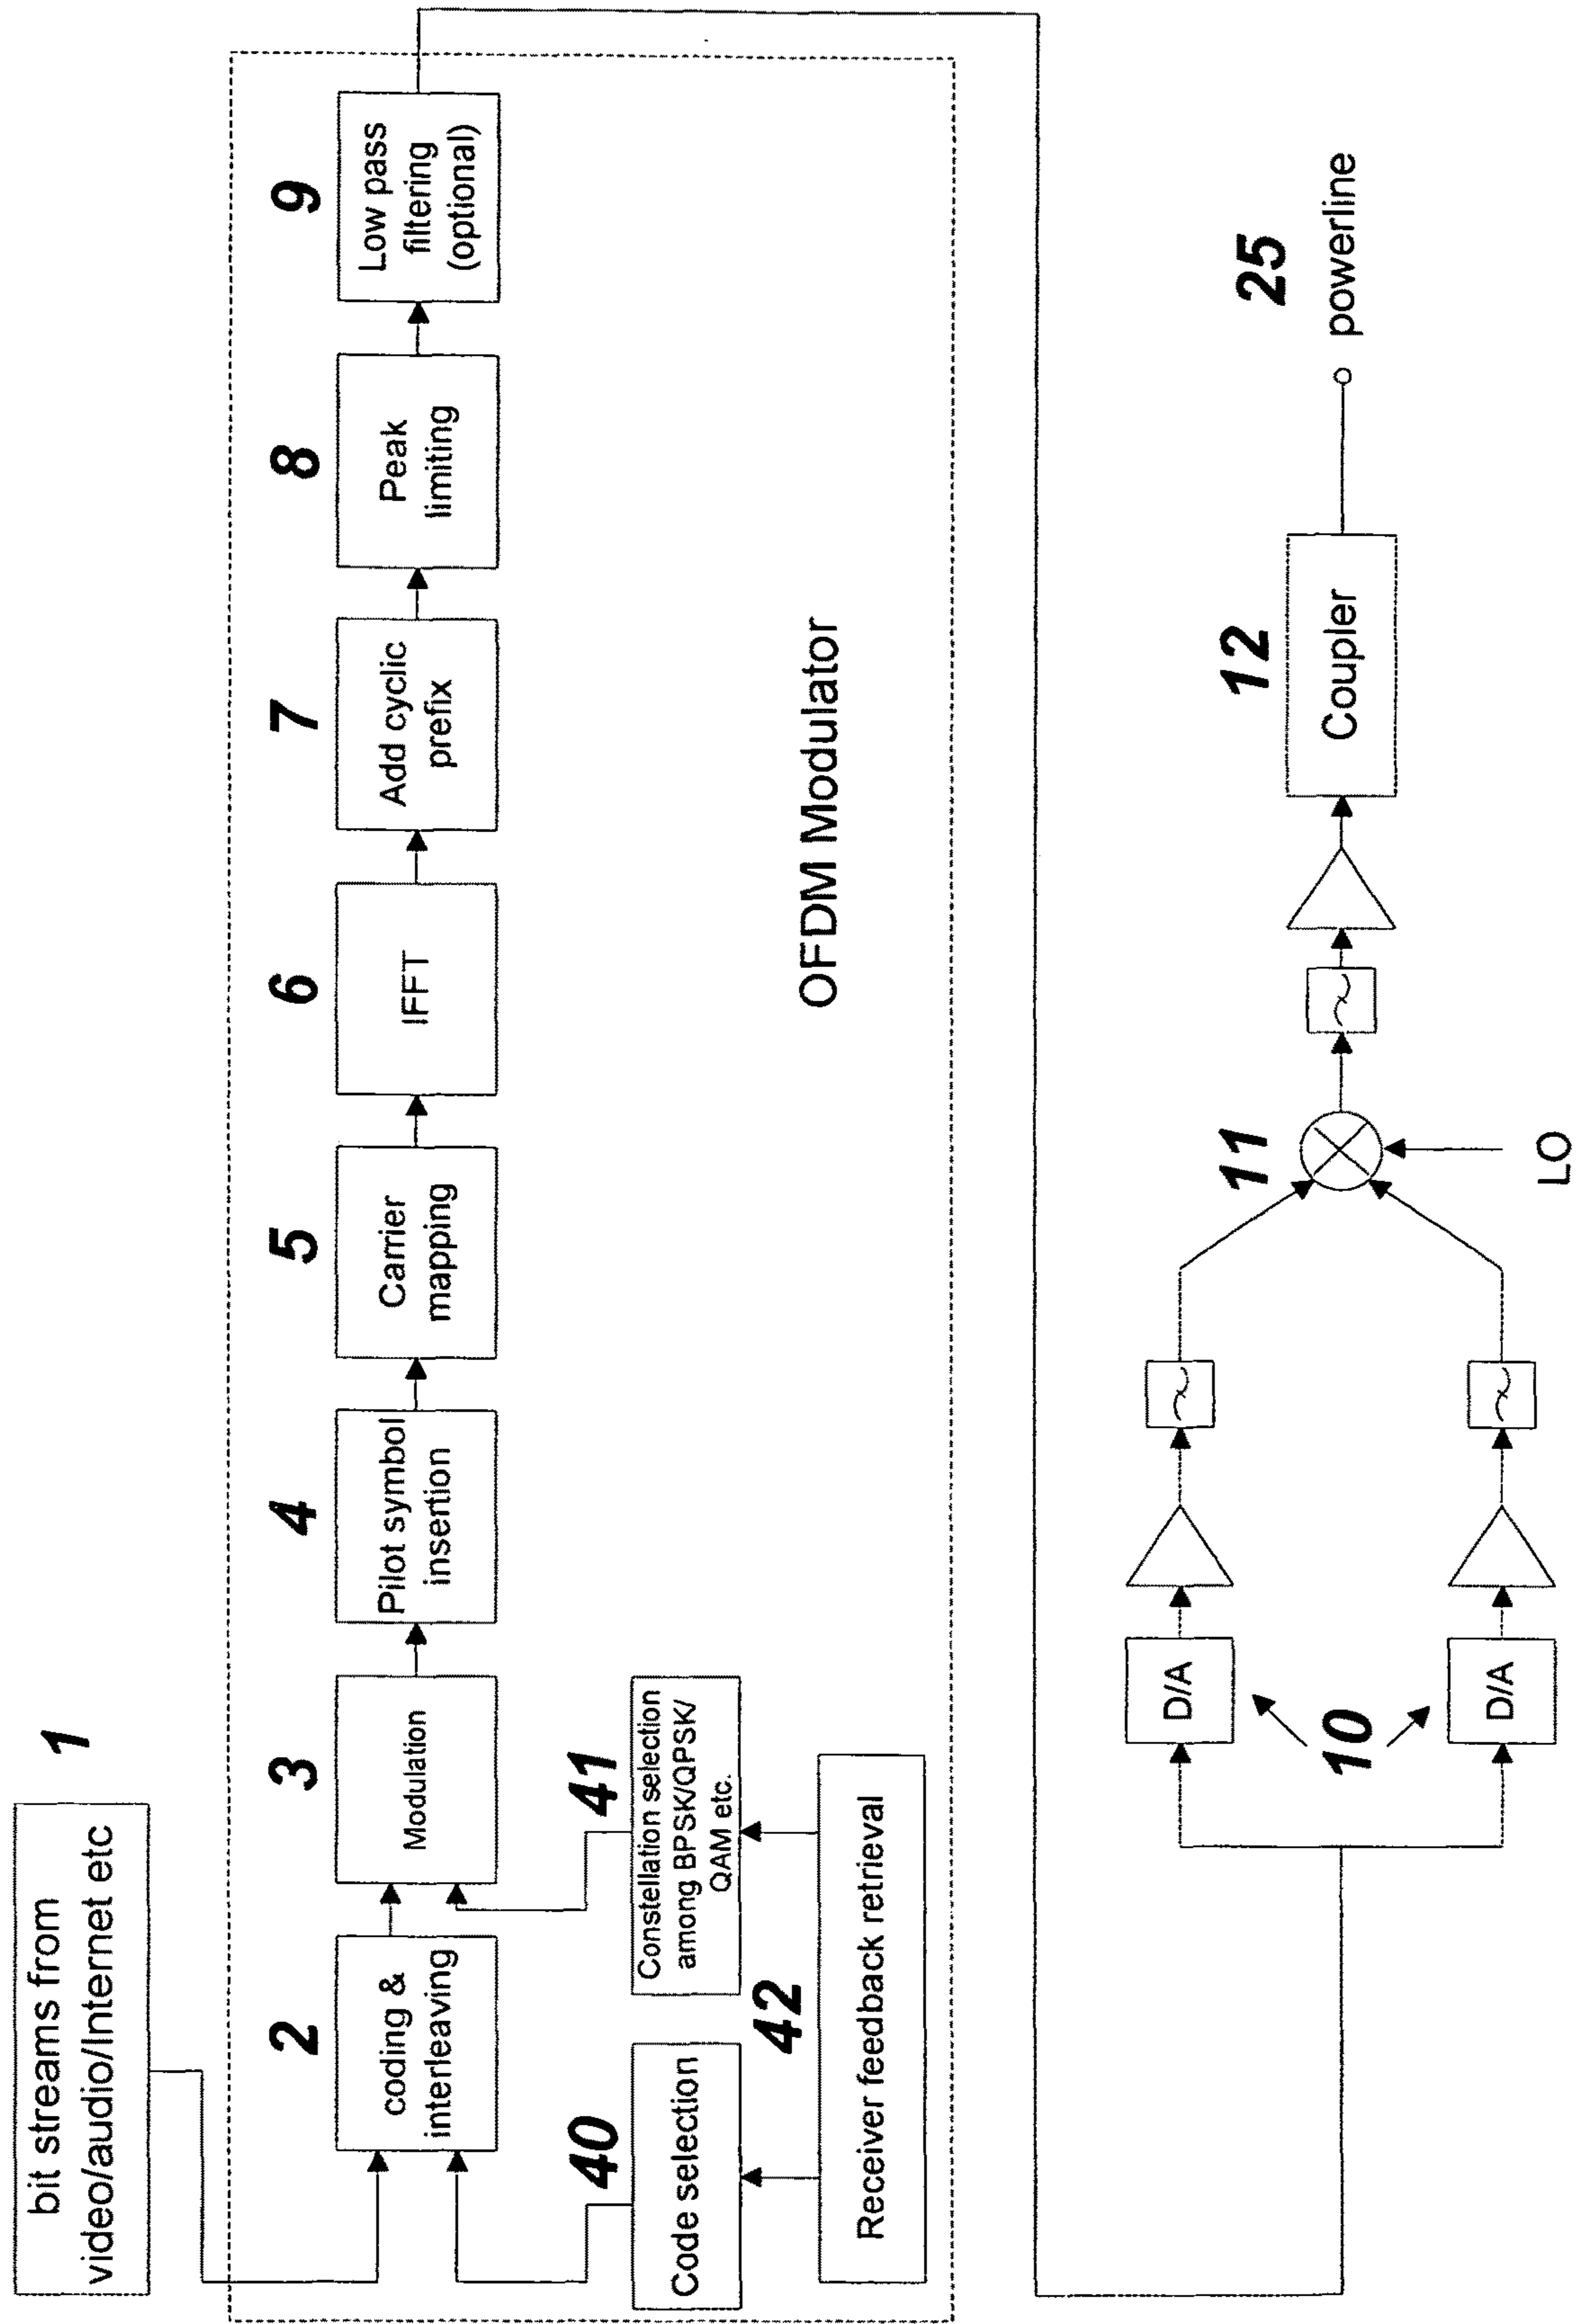 1
bit streams from
video/audio/Internet etc
2
coding &
interleaving
3
Modulation
4
Pilot symbol
insertion
5
Carrier
mapping
6
IFFT
7
Add cyclic
prefix
8
Peak
limiting
9
Low pass
filtering
(optional)
40
Code selection
41
Constellation selection
among BPSK/QPSK/
QAM etc.
42
Receiver feedback retrieval
OFDM Modulator
D/A
10
D/A
11
LO
12
Coupler
25
powerline